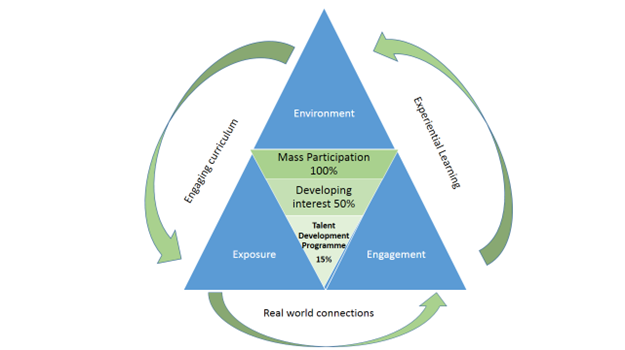 Environment
Engaging curriculum
Experiential Learning
Mass Participation
100%
Developing
interest 50%
Talent
Development
Programme
15%
Exposure
Engagement
Real world connections